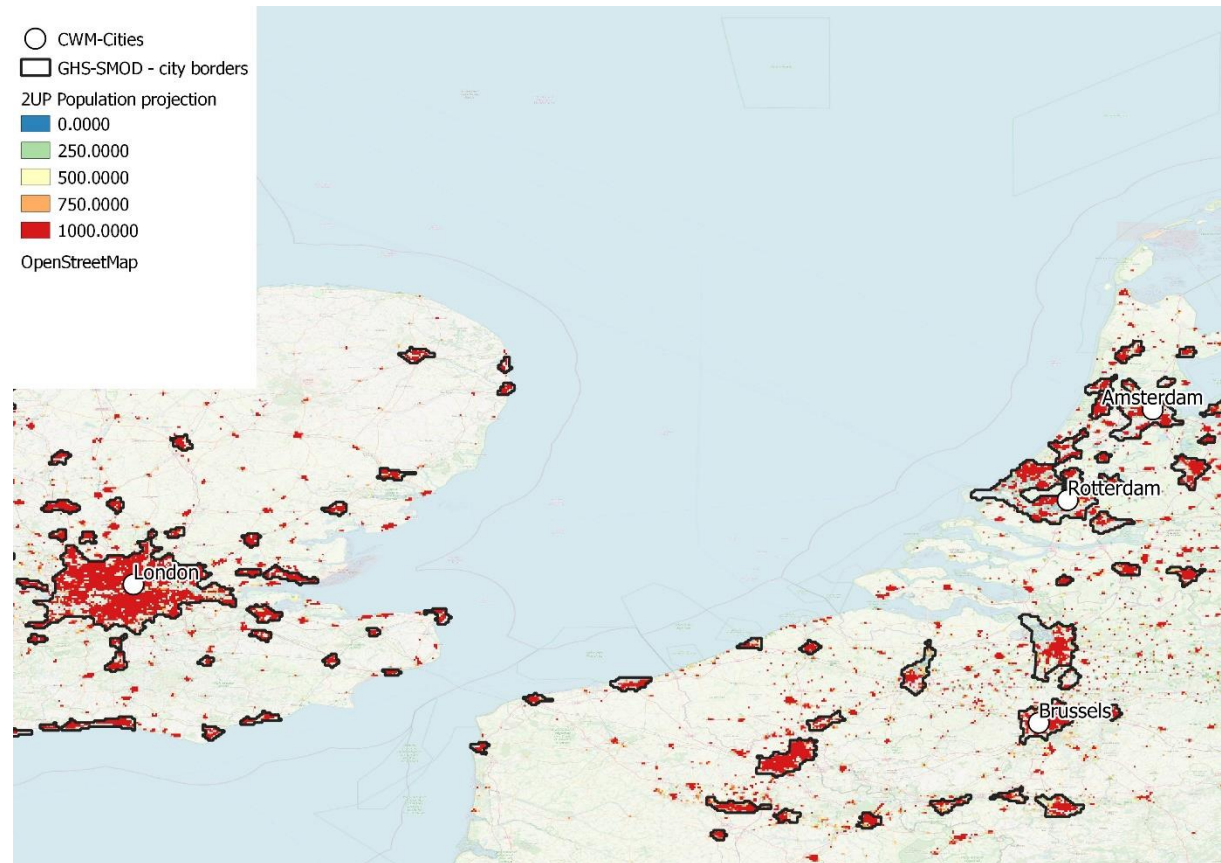 CWM-Cities
GHS-SMOD - city borders
2UP Population projection
0.0000
250.0000
500.0000
750.0000
1000.0000
OpenStreetMap
Amsterdam
Rotterdam
London
Brussels